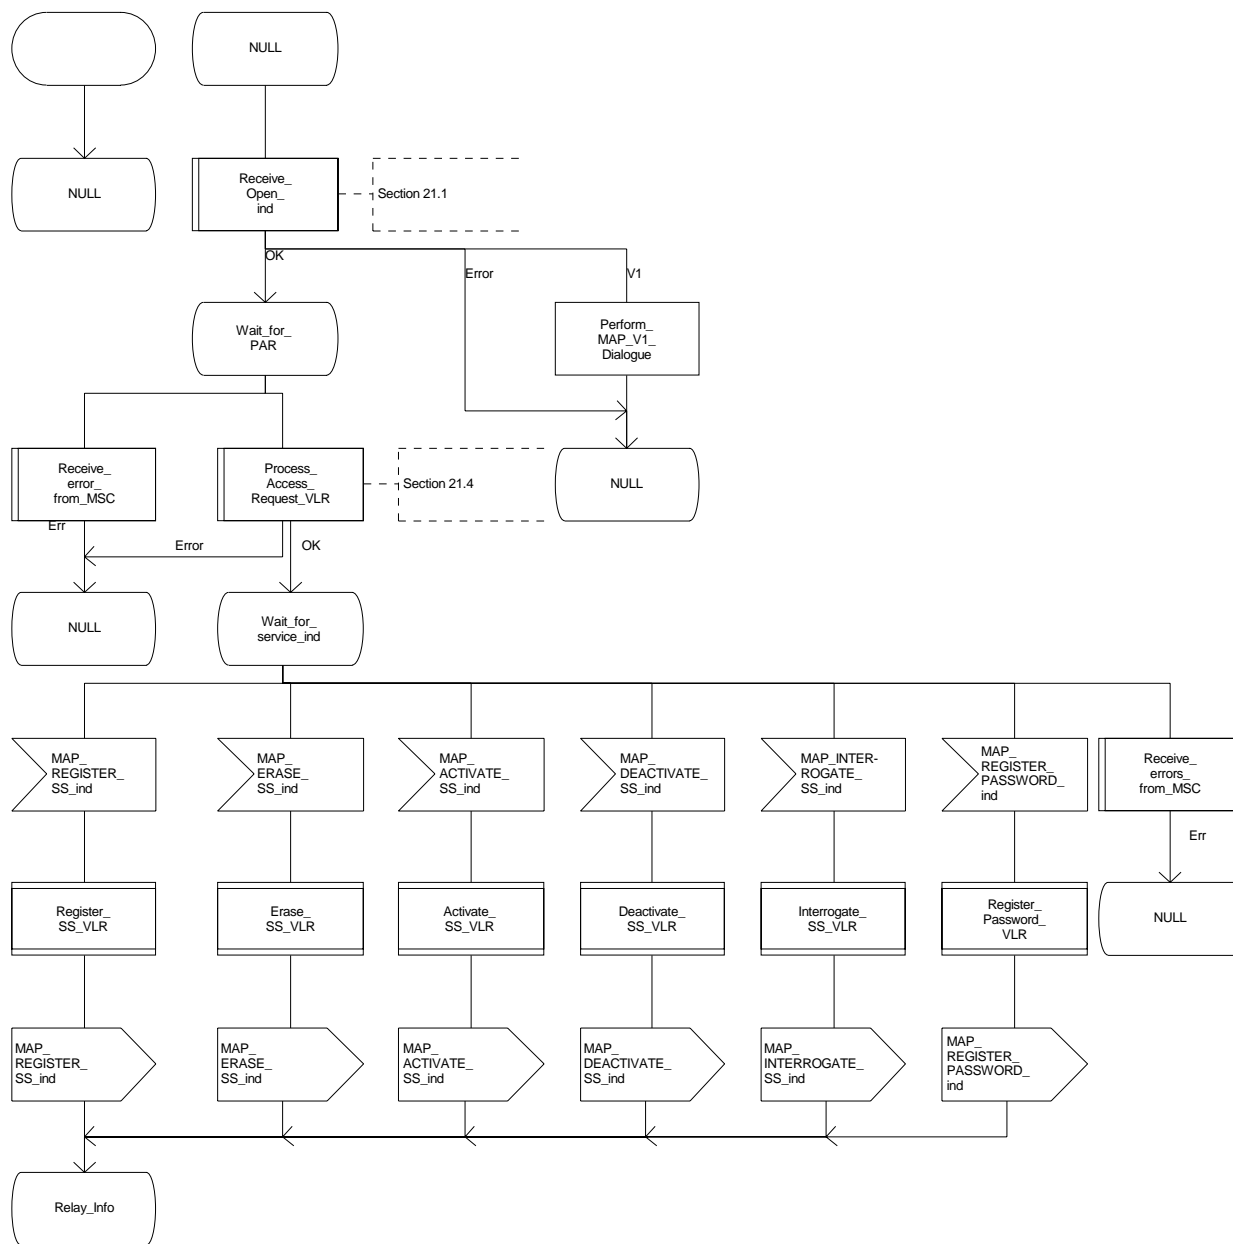 NULL
NULL
Receive_
Open_
ind
Section 21.1
OK
Error
V1
Wait_for_
PAR
Perform_
MAP_V1_
Dialogue
Receive_
error_
from_MSC
Process_
Access_
Request_VLR
Section 21.4
NULL
Err
Error
OK
NULL
Wait_for_
service_ind
MAP_
REGISTER_
SS_ind
MAP_
ERASE_
SS_ind
MAP_
ACTIVATE_
SS_ind
MAP_
DEACTIVATE_
SS_ind
MAP_INTER-
ROGATE_
SS_ind
MAP_
REGISTER_
PASSWORD_
ind
Receive_
errors_
from_MSC
Err
Register_
SS_VLR
Erase_
SS_VLR
Activate_
SS_VLR
Deactivate_
SS_VLR
Interrogate_
SS_VLR
Register_
Password_
VLR
NULL
MAP_
REGISTER_
SS_ind
MAP_
ERASE_
SS_ind
MAP_
ACTIVATE_
SS_ind
MAP_
DEACTIVATE_
SS_ind
MAP_
INTERROGATE_
SS_ind
MAP_
REGISTER_
PASSWORD_
ind
Relay_Info